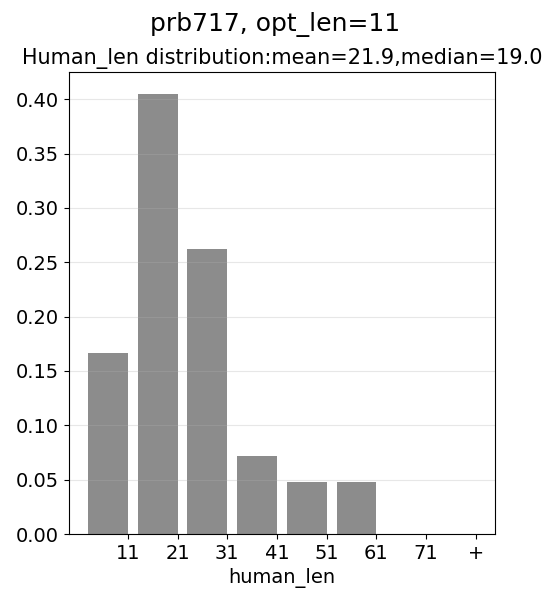 prb717, opt_len=11
Human_len distribution:mean=21.9,median=19.0
0.40
0.35
0.30
0.25
0.20
0.15
0.10
0.05
0.00
11 21 31 41 51 61 71 +
human_len